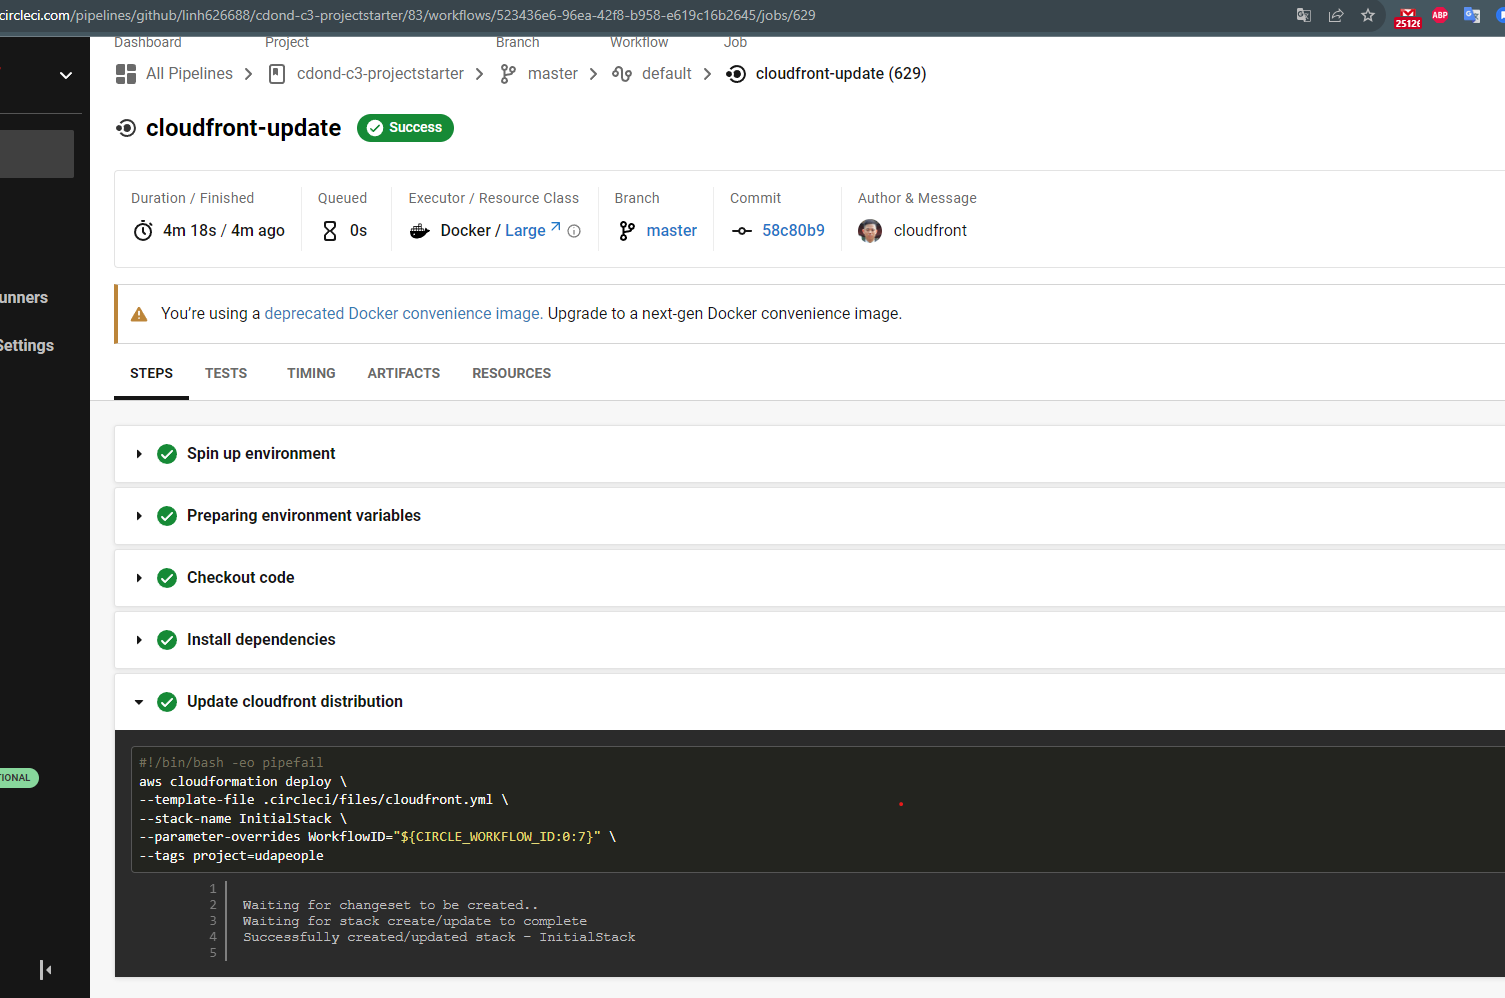 circleci.com/pipelines/github/linh626688/cdond-c3-projectstarter/83/workflows/523436e6-96ea-42f8-b958-e619c16b2645/jobs/629
25126
ABP
Dashboard Project Branch Workflow Job
All Pipelines cdond-c3-projectstarter master default cloudfront-update (629)
cloudfront-update Success
Duration / Finished Queued Executor / Resource Class Branch Commit Author & Message
4m 18s / 4m ago 0s Docker / Large master 58c80b9 cloudfront
unners
Settings
You're using a deprecated Docker convenience image. Upgrade to a next-gen Docker convenience image.
STEPS TESTS TIMING ARTIFACTS RESOURCES
Spin up environment
Preparing environment variables
Checkout code
Install dependencies
Update cloudfront distribution
TIONAL
#!/bin/bash -eo pipefail
aws cloudformation deploy \
--template-file .circleci/files/cloudfront.yml \
--stack-name InitialStack \
--parameter-overrides WorkflowID="${CIRCLE_WORKFLOW_ID:0:7}" \
--tags project=udapeople
1
2 Waiting for changeset to be created..
3 Waiting for stack create/update to complete
4 Successfully created/updated stack - InitialStack
5